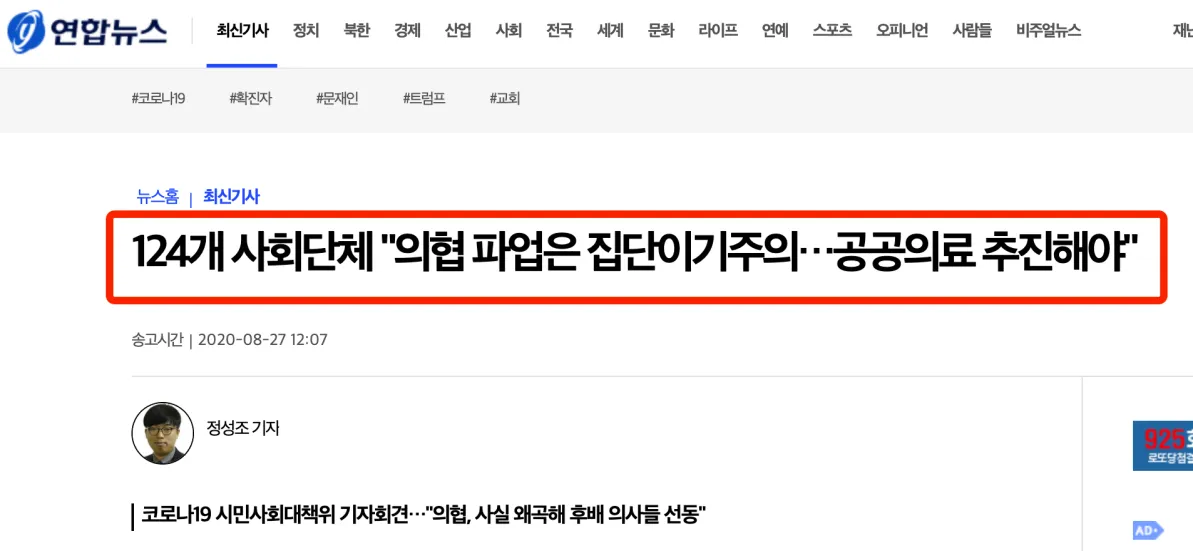 연합뉴스 최신기사 정치 북한 경제 산업 사회 전국 세계 문화 라이프 연예 스포츠 오피니언 사람들 비주얼뉴스
#코로나19 #확진자 #문재인 #트럼프 #교회
뉴스홈 | 최신기사
124개 사회단체 "의협 파업은 집단이기주의…공공의료 추진해야"
송고시간 | 2020-08-27 12:07
정성조 기자
925회
로또당첨결
코로나19 시민사회대책위 기자회견…"의협, 사실 왜곡해 후배 의사들 선동"
AD